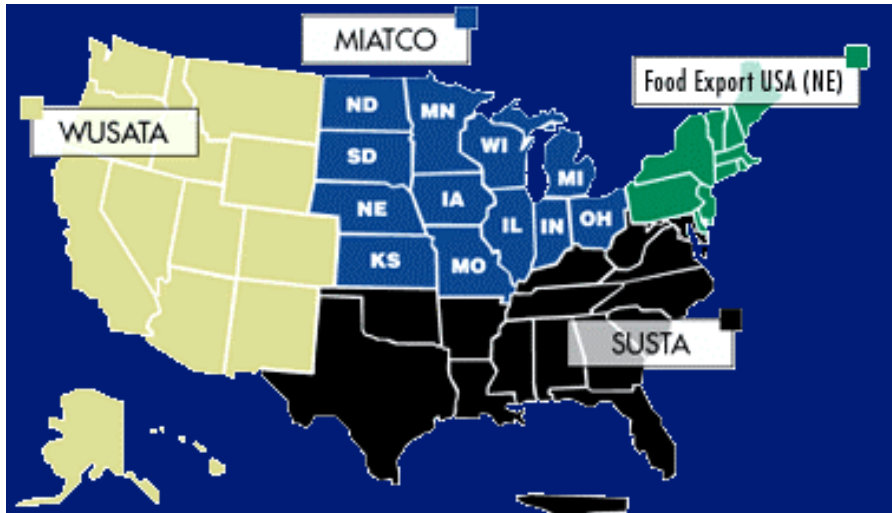 MIATCO
Food Export USA (NE)
WUSATA
ND
MN
WI
SD
MI
IA
NE
IL
IN
OH
KS
MO
SUSTA